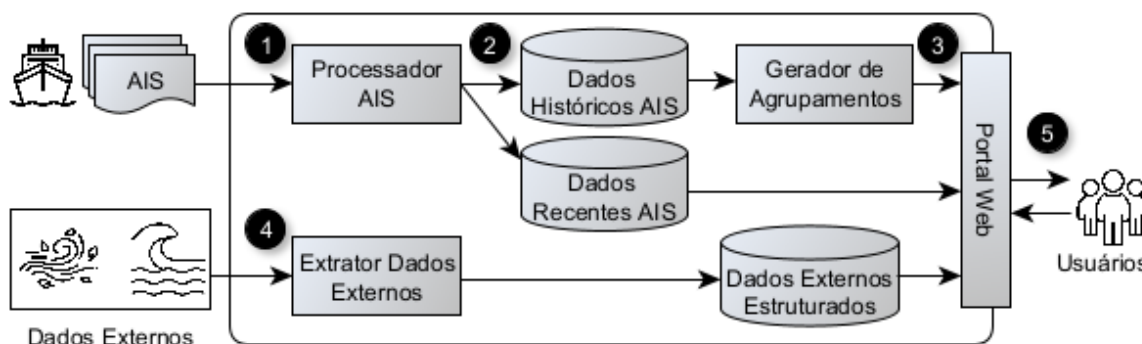 1
2
3
AIS
Processador
AIS
Dados
Históricos AIS
Gerador de
Agrupamentos
Dados
Recentes AIS
Portal Web
5
Usuários
4
Extrator Dados
Externos
Dados Externos
Estruturados
Dados Externos